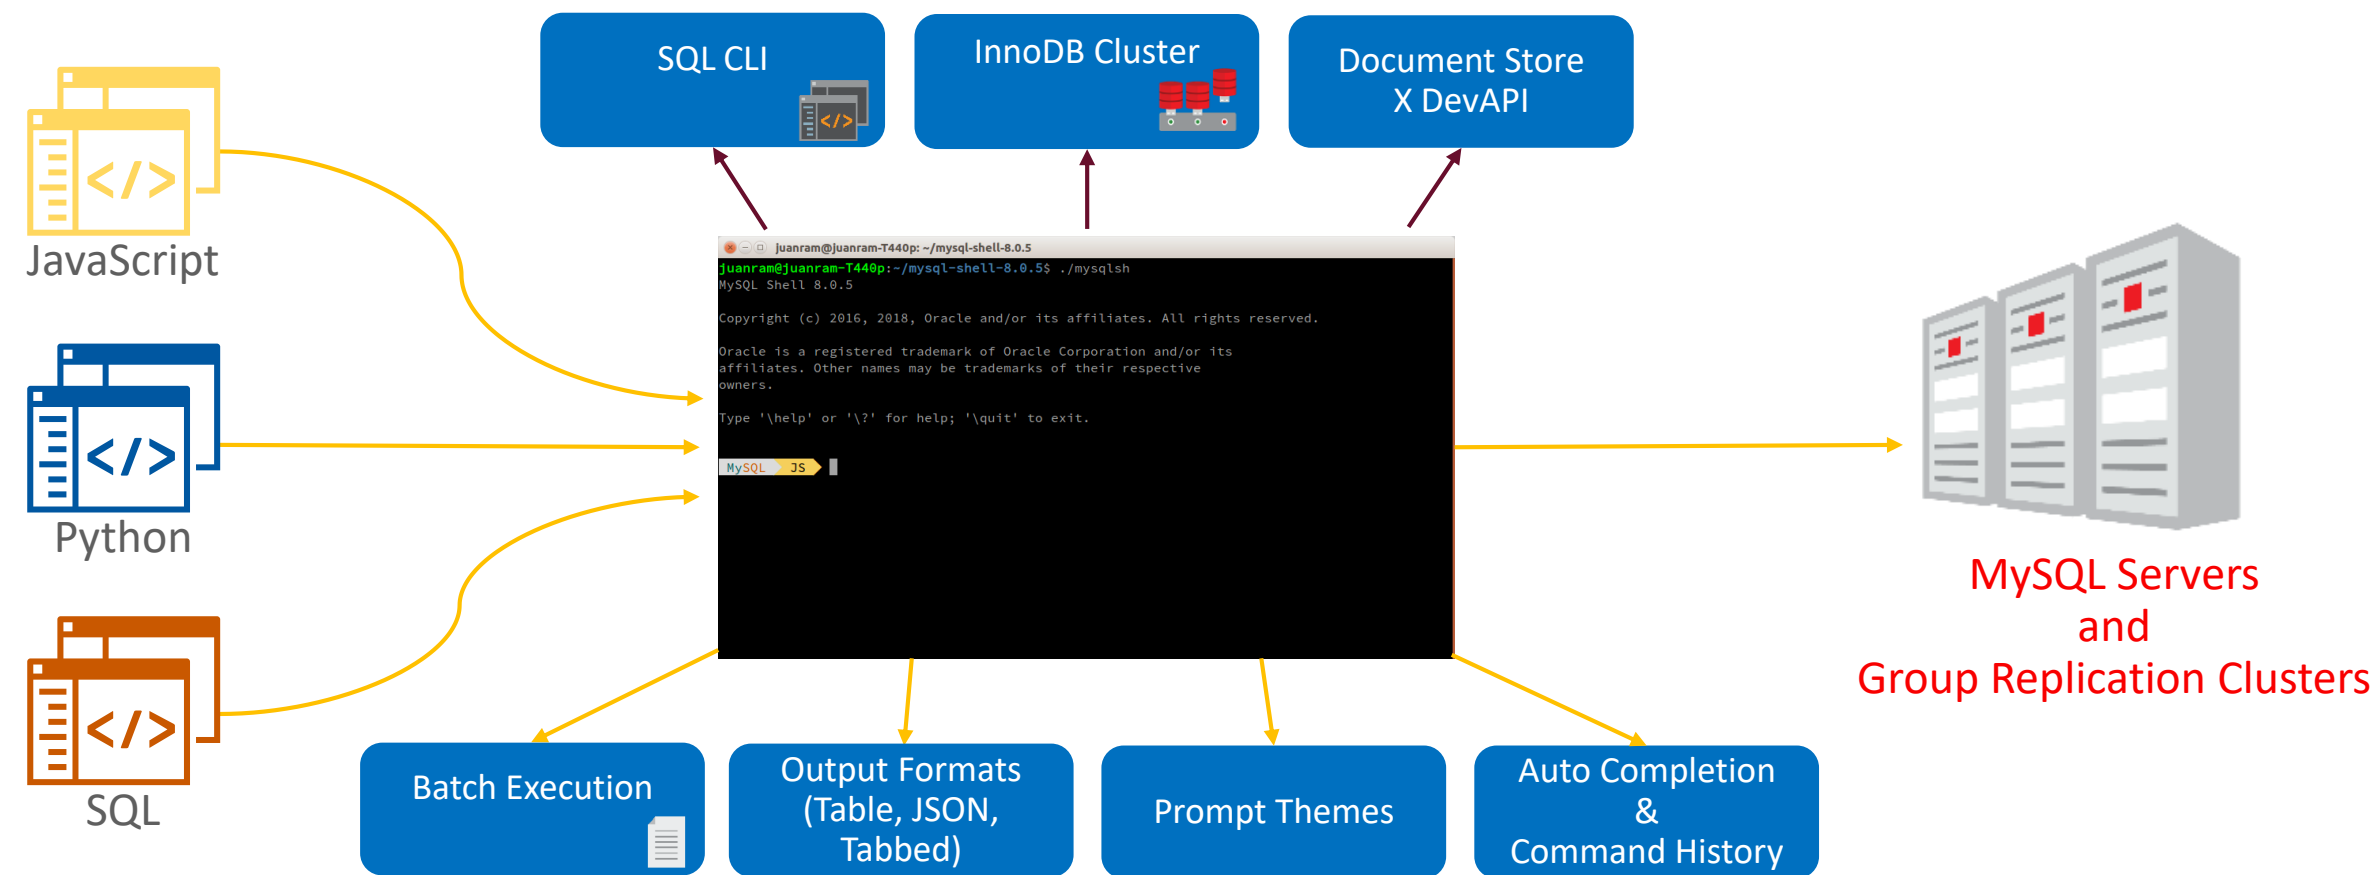 SQL CLI
InnoDB Cluster
Document Store
X DevAPI
</>
</>
JavaScript
juanram@juanram-T440p: ~/mysql-shell-8.0.5
juanram@juanram-T440p:~/mysql-shell-8.0.5$ ./mysqlsh
MySQL Shell 8.0.5
Copyright (c) 2016, 2018, Oracle and/or its affiliates. All rights reserved.
Oracle is a registered trademark of Oracle Corporation and/or its
affiliates. Other names may be trademarks of their respective
owners.
Type '\help' or '\?' for help; '\quit' to exit.
MySQL JS
</>
Python
</>
SQL
MySQL Servers
and
Group Replication Clusters
Batch Execution
Output Formats
(Table, JSON,
Tabbed)
Prompt Themes
Auto Completion
&
Command History